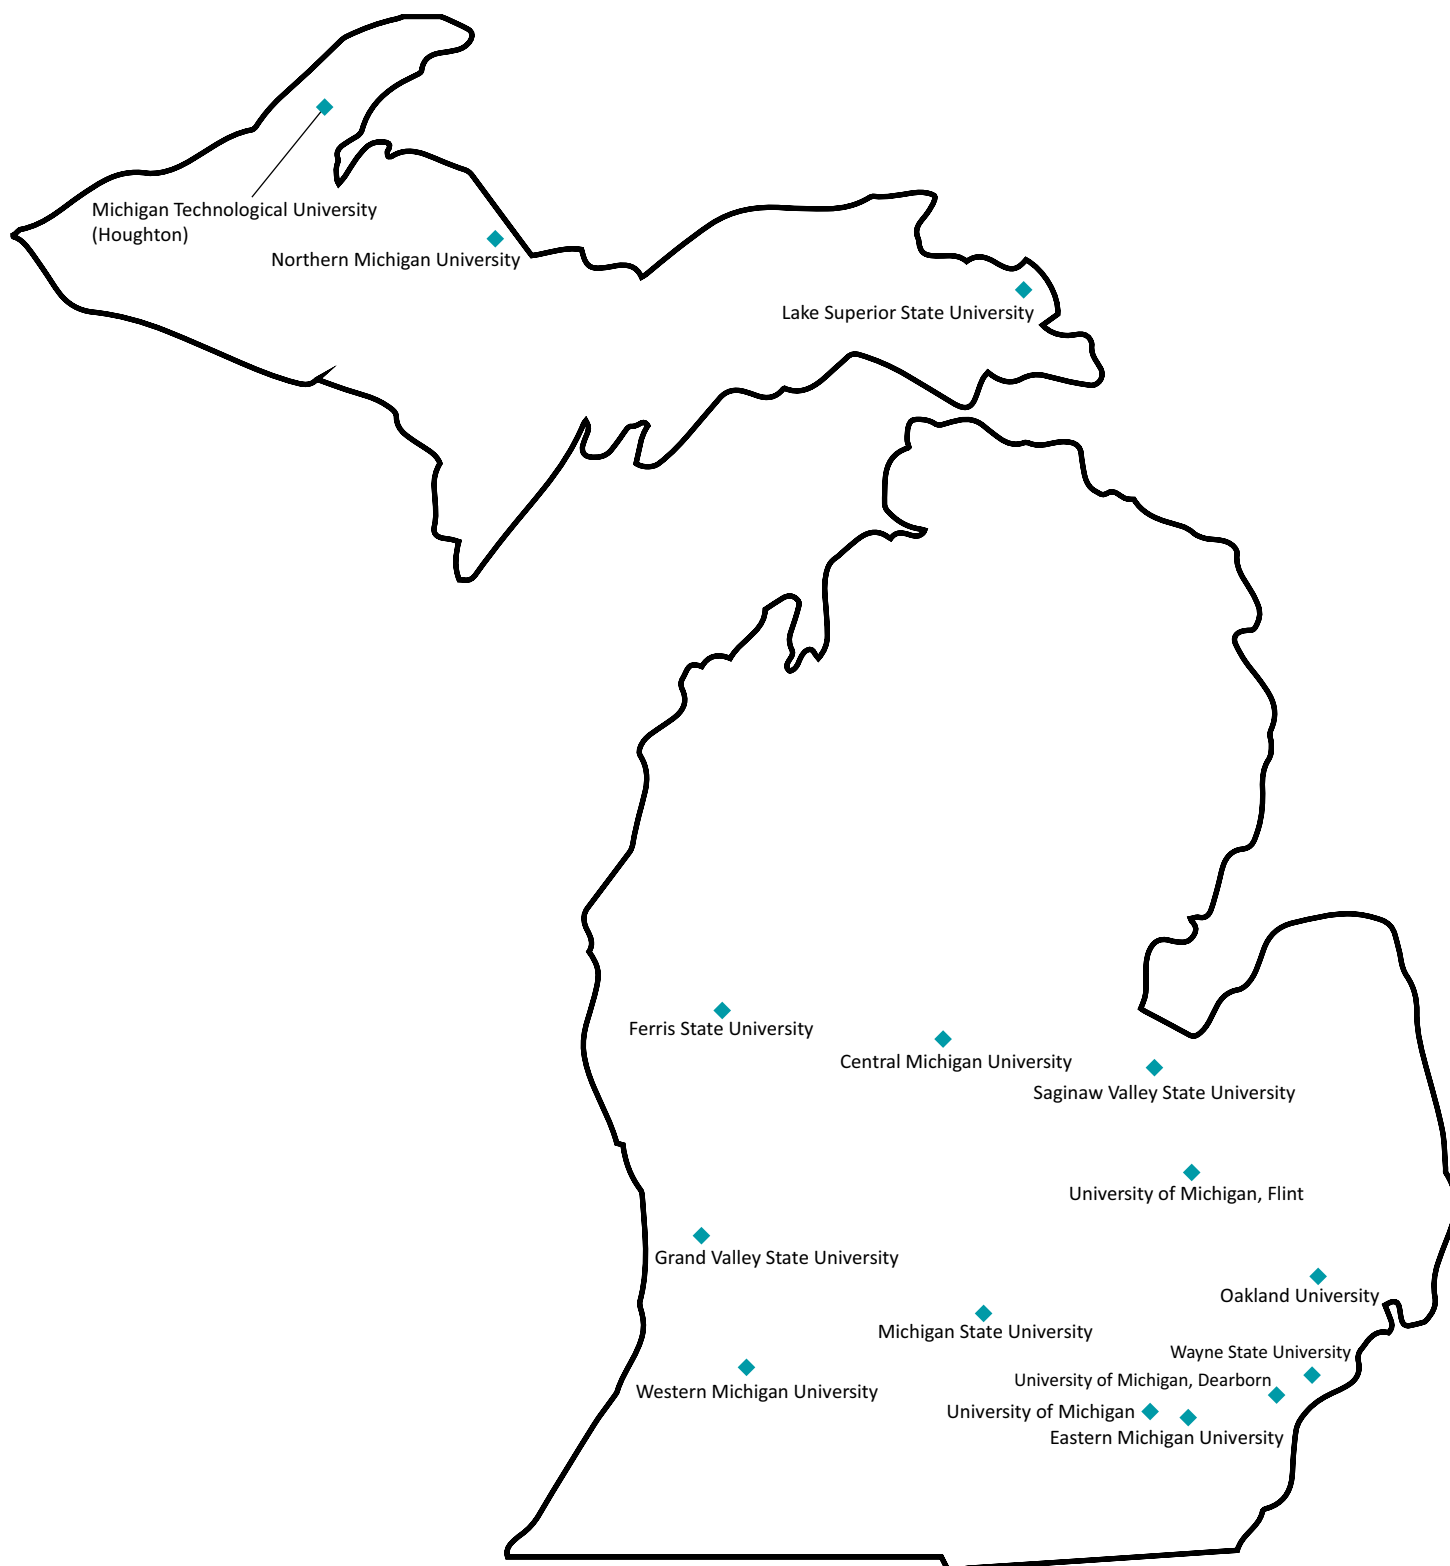 Michigan Technological University
(Houghton)
Northern Michigan University
Lake Superior State University
Ferris State University
Central Michigan University
Saginaw Valley State University
University of Michigan, Flint
Grand Valley State University
Oakland University
Michigan State University
Wayne State University
University of Michigan, Dearborn
Western Michigan University
University of Michigan
Eastern Michigan University